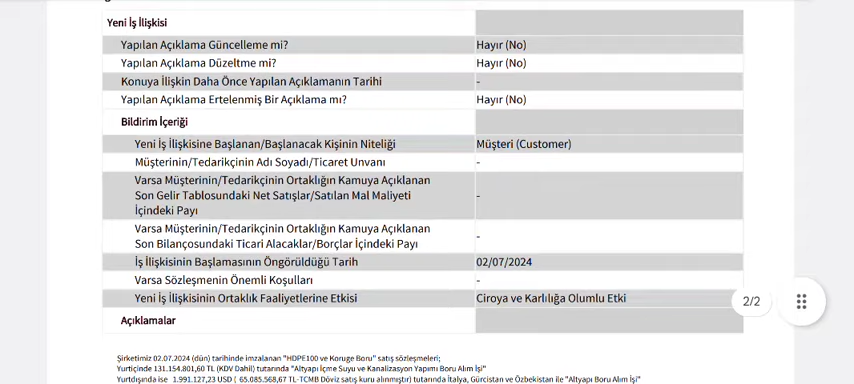 Yeni İş İlişkisi
Yapılan Açıklama Güncelleme mi? Hayır (No)
Yapılan Açıklama Düzeltme mi? Hayır (No)
Konuya İlişkin Daha Önce Yapılan Açıklamanın Tarihi -
Yapılan Açıklama Ertelenmiş Bir Açıklama mı? Hayır (No)
Bildirim İçeriği
Yeni İş İlişkisine Başlanan/Başlanacak Kişinin Niteliği Müşteri (Customer)
Müşterinin/Tedarikçinin Adı Soyadı/Ticaret Unvanı -
Varsa Müşterinin/Tedarikçinin Ortaklığın Kamuya Açıklanan
Son Gelir Tablosundaki Net Satışlar/Satılan Mal Maliyeti -
İçindeki Payı
Varsa Müşterinin/Tedarikçinin Ortaklığın Kamuya Açıklanan
Son Bilançosundaki Ticari Alacaklar/Borçlar İçindeki Payı -
İş İlişkisinin Başlamasının Öngörüldüğü Tarih 02/07/2024
Varsa Sözleşmenin Önemli Koşulları -
Yeni İş İlişkisinin Ortaklık Faaliyetlerine Etkisi Ciroya ve Karlılığa Olumlu Etki
2/2
Açıklamalar
Şirketimiz 02.07.2024 (dün) tarihinde imzalanan "HDPE100 ve Koruge Boru" satış sözleşmeleri;
Yurtiçinde 131.154.801,60 TL (KDV Dahil) tutarında "Altyapı İçme Suyu ve Kanalizasyon Yapımı Boru Alım İşi"
Yurtdışında ise 1.991.127,23 USD ( 65.085.568,67 TL-TCMB Döviz satış kuru alınmıştır) tutarında İtalya, Gürcistan ve Özbekistan ile "Altyapı Boru Alım İşi"